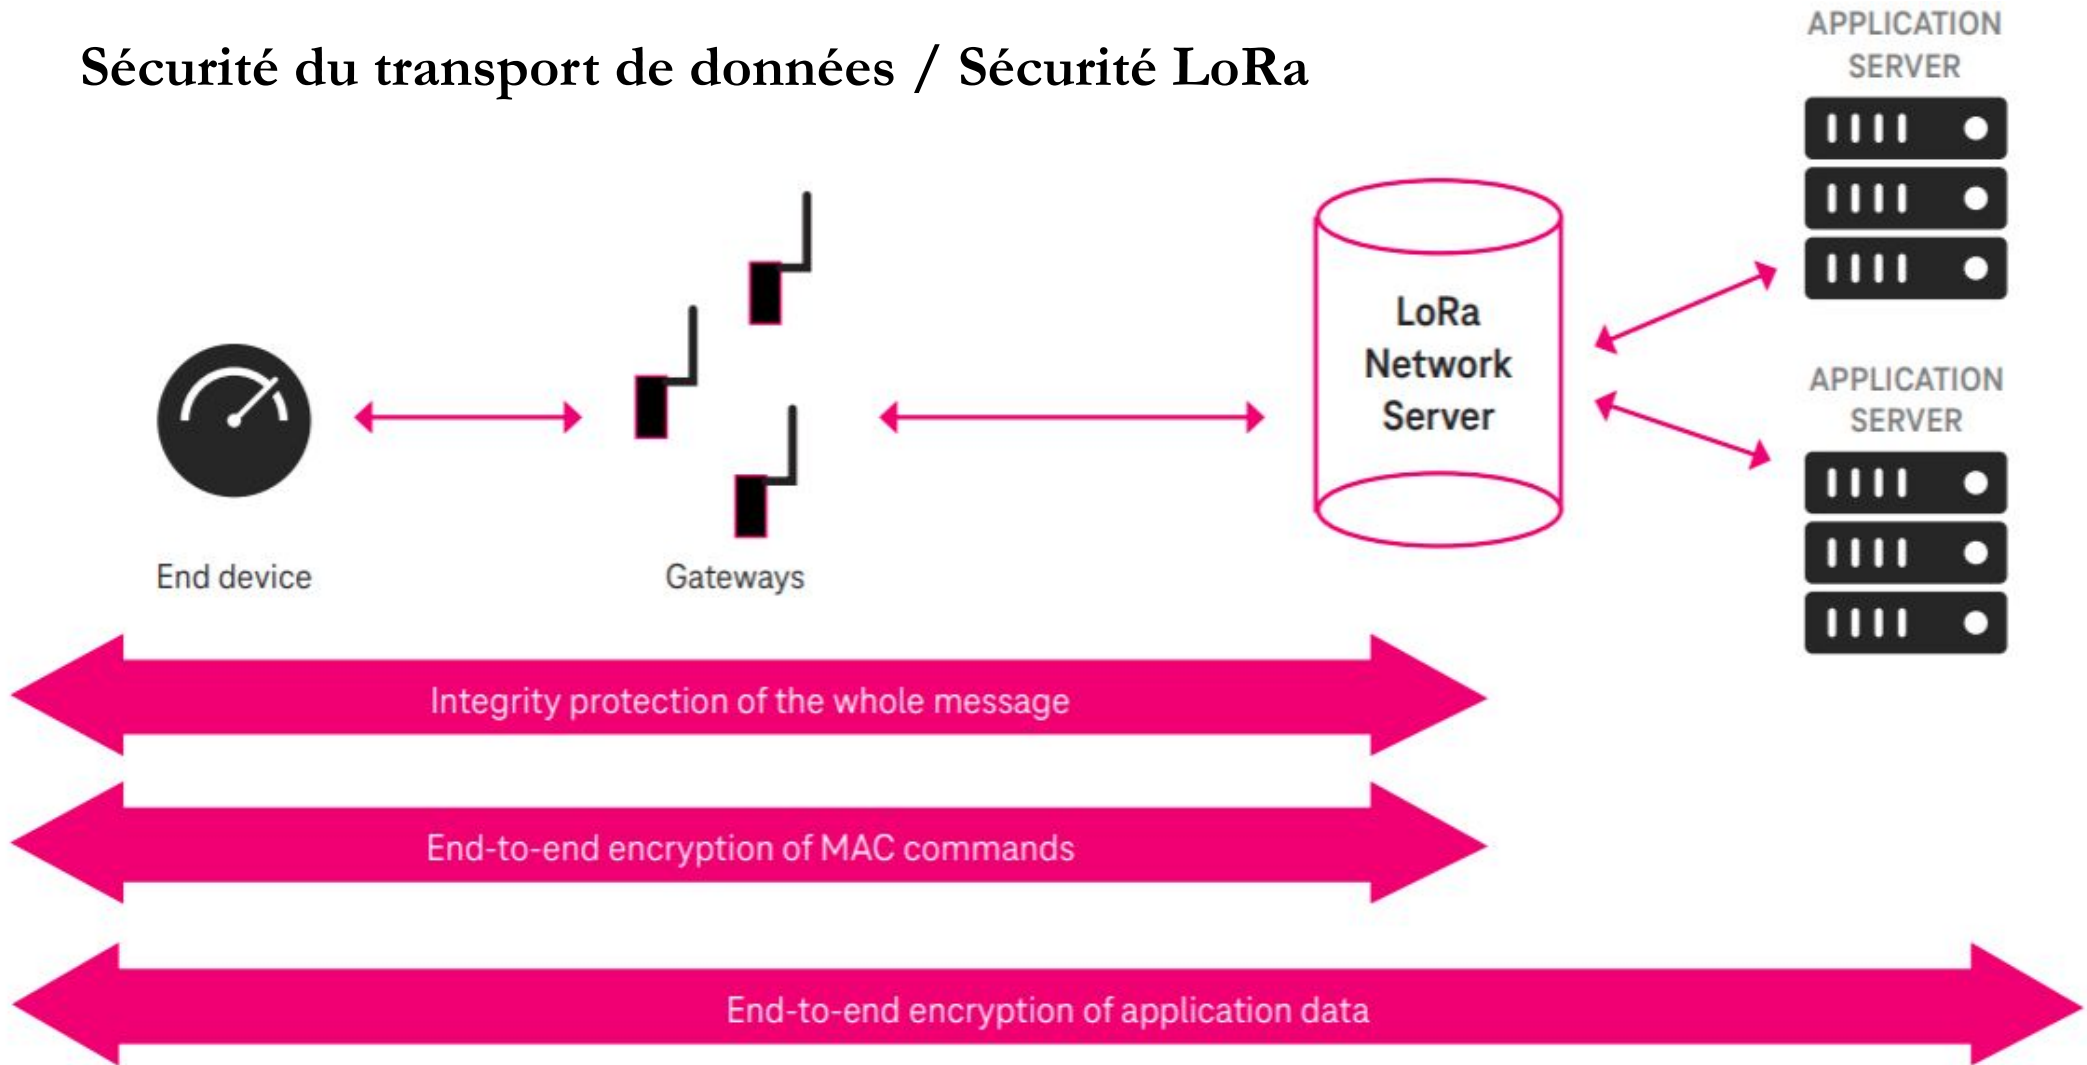 Sécurité du transport de données / Sécurité LoRa
APPLICATION
SERVER
LoRa
Network
Server
APPLICATION
SERVER
End device
Gateways
Integrity protection of the whole message
End-to-end encryption of MAC commands
End-to-end encryption of application data